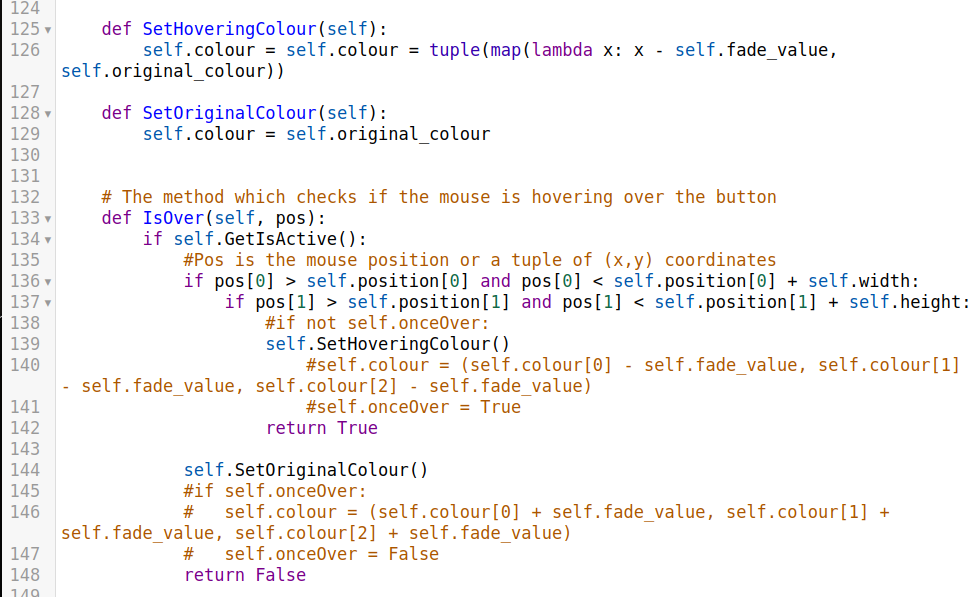 124
125 def SetHoveringColour(self):
126 self.colour = self.colour = tuple(map(lambda x: x - self.fade_value,
self.original_colour))
127
128 def SetOriginalColour(self):
129 self.colour = self.original_colour
130
131
132 # The method which checks if the mouse is hovering over the button
133 def IsOver(self, pos):
134 if self.GetIsActive():
135 #Pos is the mouse position or a tuple of (x,y) coordinates
136 if pos[0] > self.position[0] and pos[0] < self.position[0] + self.width:
137 if pos[1] > self.position[1] and pos[1] < self.position[1] + self.height:
138 #if not self.onceOver:
139 self.SetHoveringColour()
140 #self.colour = (self.colour[0] - self.fade_value, self.colour[1]
- self.fade_value, self.colour[2] - self.fade_value)
141 #self.onceOver = True
142 return True
143
144 self.SetOriginalColour()
145 #if self.onceOver:
146 #   self.colour = (self.colour[0] + self.fade_value, self.colour[1] +
self.fade_value, self.colour[2] + self.fade_value)
147 #   self.onceOver = False
148 return False
149